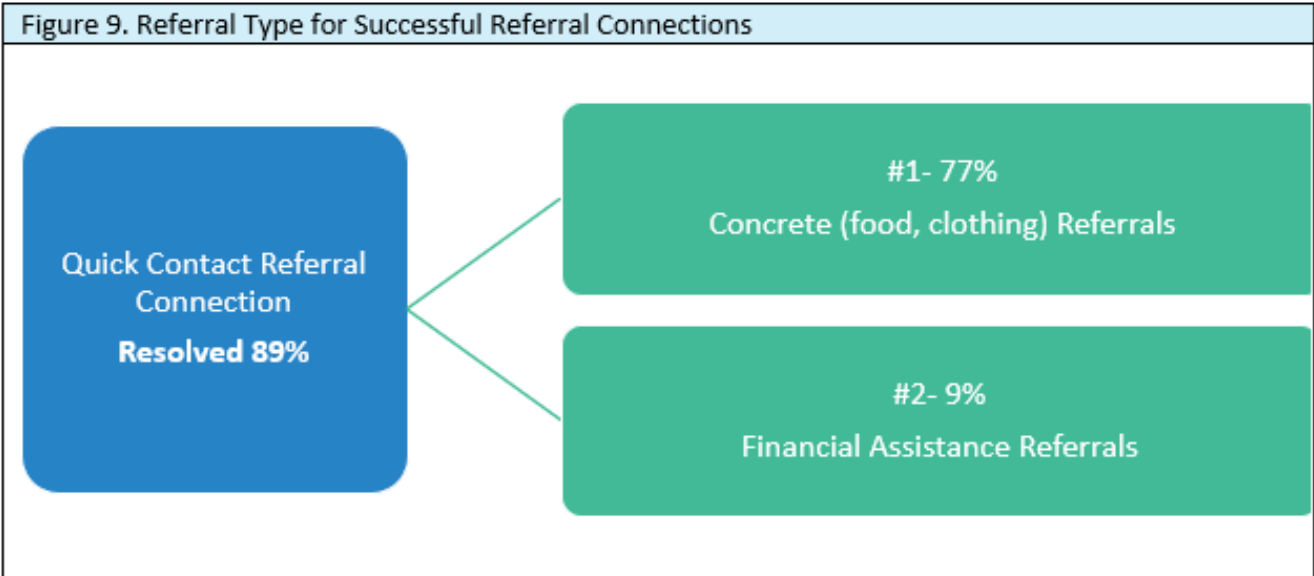 Figure 9. Referral Type for Successful Referral Connections
Quick Contact Referral
Connection
Resolved 89%
#1- 77%
Concrete (food, clothing) Referrals
#2- 9%
Financial Assistance Referrals